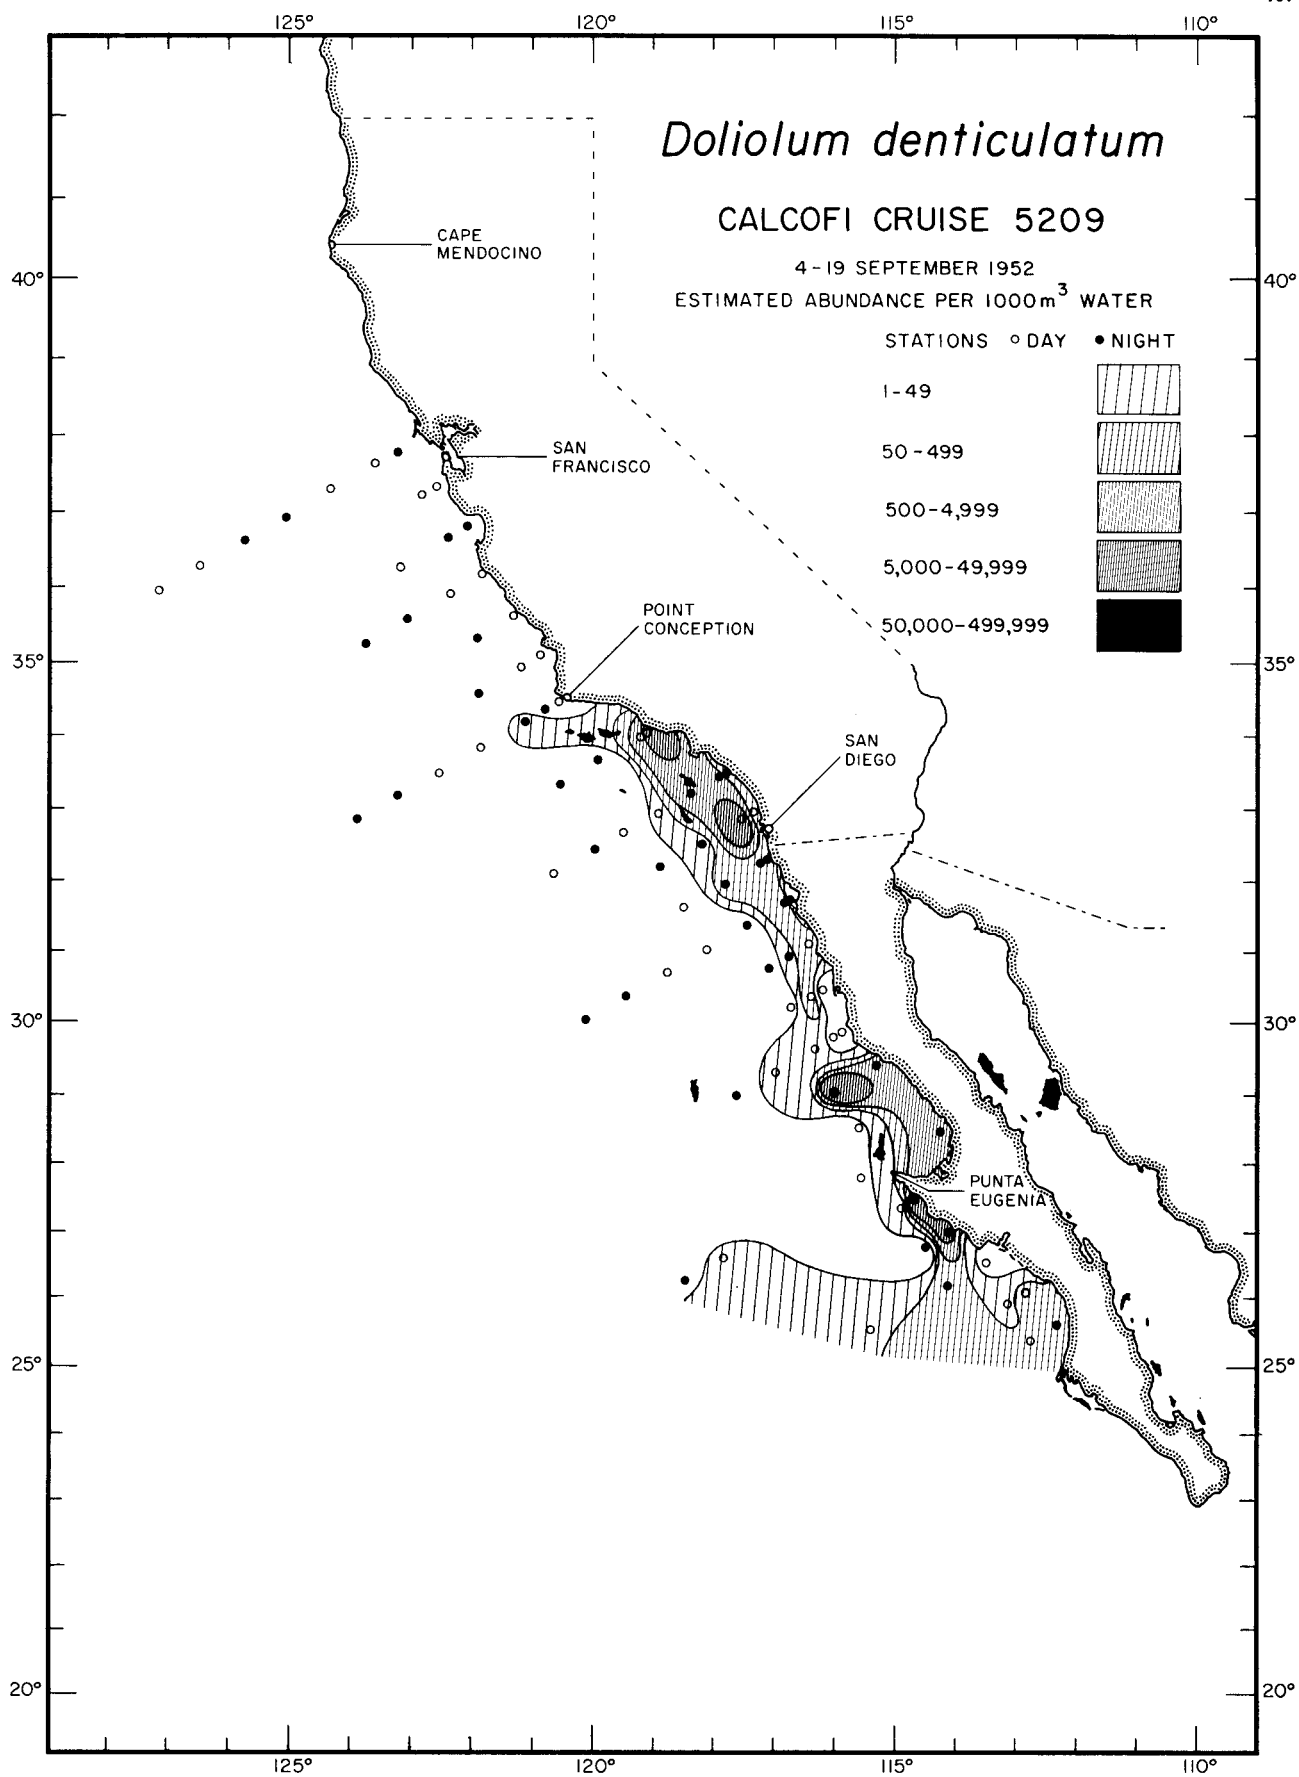 125° 120° 115° 110°
Doliolum denticulatum
CALCOFI CRUISE 5209
4-19 SEPTEMBER 1952
ESTIMATED ABUNDANCE PER 1000m³ WATER
STATIONS ○ DAY ● NIGHT
1-49
50-499
500-4,999
5,000-49,999
50,000-499,999
CAPE
MENDOCINO
40° 40°
SAN
FRANCISCO
POINT
CONCEPTION
35° 35°
SAN
DIEGO
30° 30°
PUNTA
EUGENIA
25° 25°
20° 20°
125° 120° 115° 110°